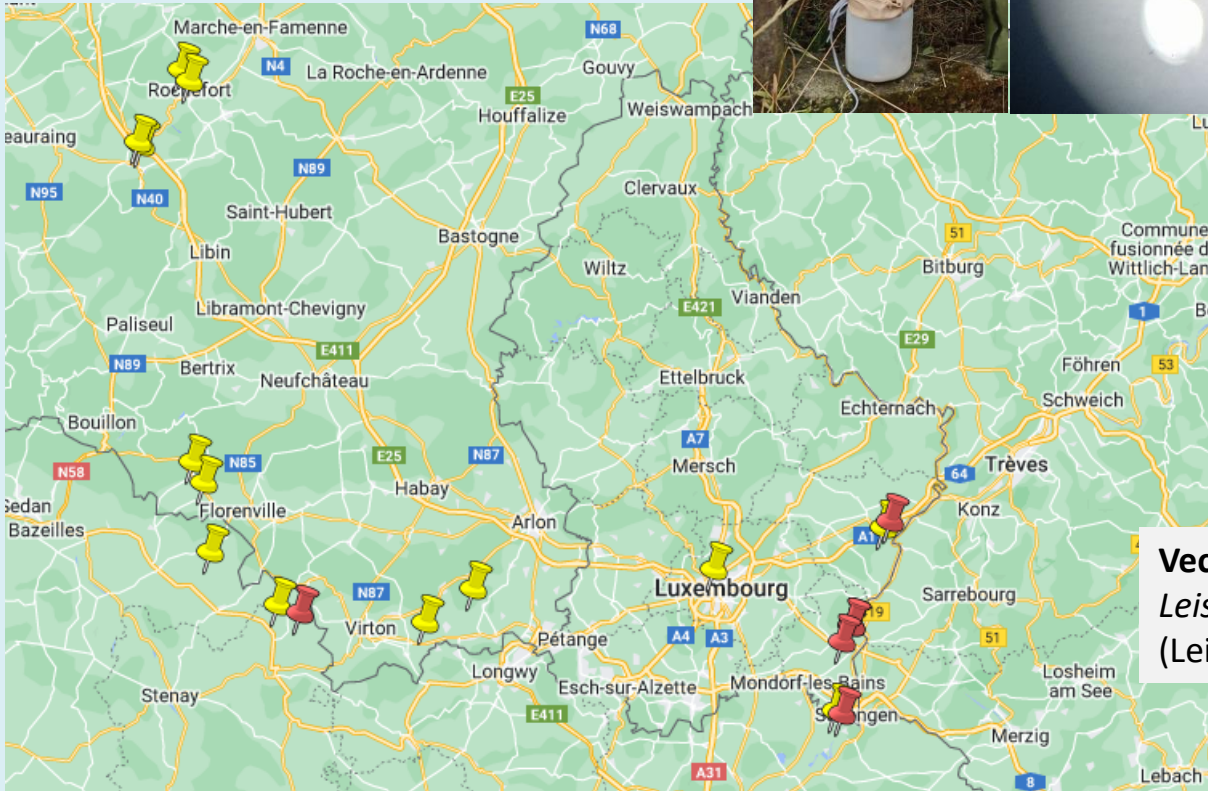 Marche-en-Famenne
N68
N4
La Roche-en-Ardenne
Gouvy
E25
Houffalize
Weiswampach
eauraing
N89
N95
N40
Clervaux
Saint-Hubert
51
Commune
fusionnée d
Wittlich-Lan
Libin
Bastogne
Wiltz
Bitburg
Vianden
E421
Libramont-Chevigny
1
Paliseul
E411
E29
N89
Bertrix
Neufchâteau
Ettelbruck
Föhren
53
Echternach
Schweich
Bouillon
A7
N58
N85
E25
N87
Mersch
64
Trèves
Habay
Sedan
Florenville
Konz
Bazeilles
Arlon
A1
Vec
Leis
(Lei
Luxembourg
N87
Sarrebourg
19
Virton
A4
A3
51
Pétange
Longwy
Losheim
am See
Stenay
Esch-sur-Alzette
Mondorf-les-Bains
E411
Merzig
A31
8
Lebach